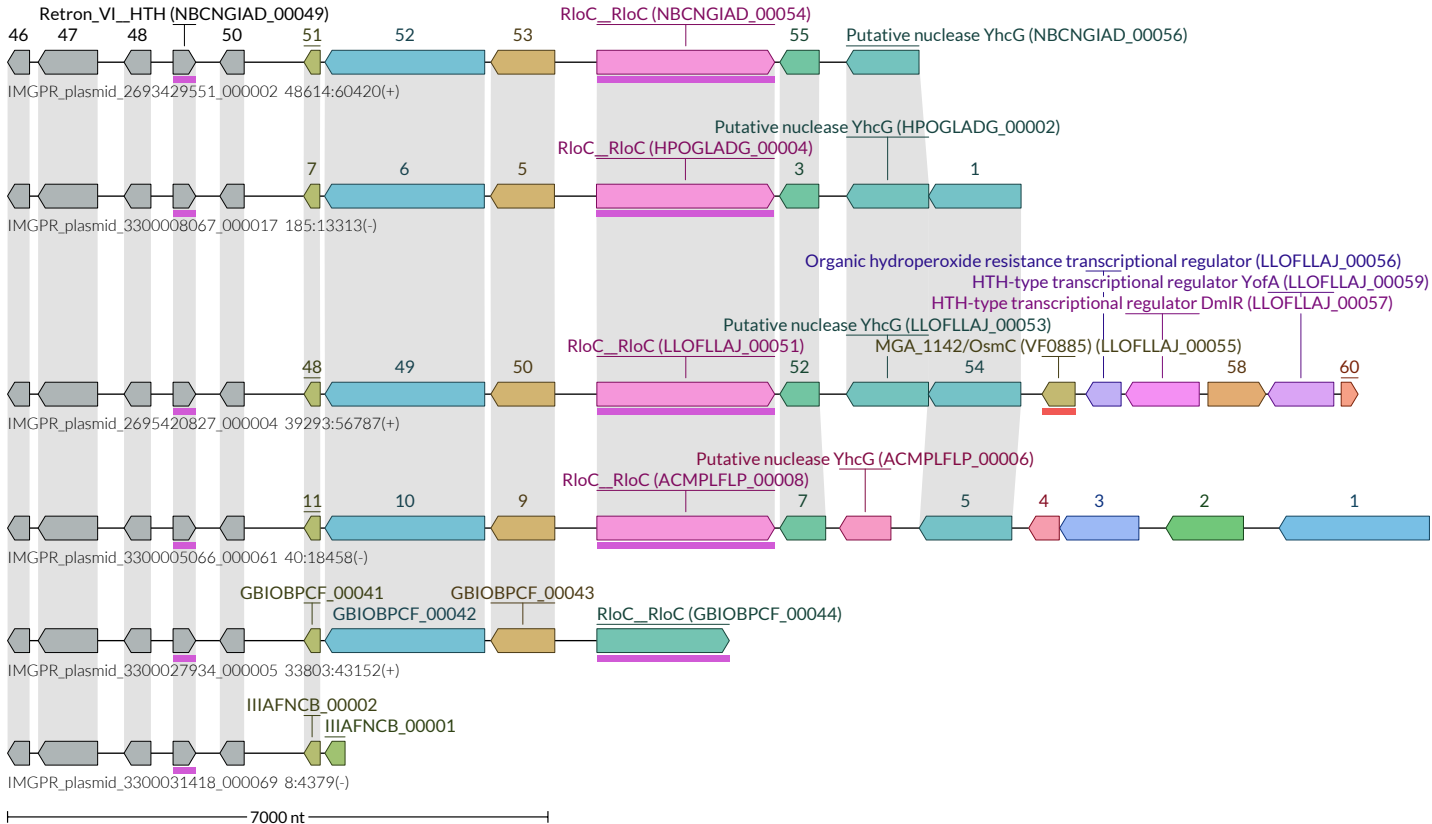 Retron_VI__HTH (NBCNGIAD_00049)
RloC__RloC (NBCNGIAD_00054)
46 47 48 50 51 52 53 55 Putative nuclease YhcG (NBCNGIAD_00056)
IMGPR_plasmid_2693429551_000002 48614:60420(+)
Putative nuclease YhcG (HPOGLADG_00002)
RloC__RloC (HPOGLADG_00004)
7 6 5 3 1
IMGPR_plasmid_3300008067_000017 185:13313(-)
Organic hydroperoxide resistance transcriptional regulator (LLOFLLAJ_00056)
HTH-type transcriptional regulator YofA (LLOFLLAJ_00059)
HTH-type transcriptional regulator DmlR (LLOFLLAJ_00057)
Putative nuclease YhcG (LLOFLLAJ_00053)
RloC__RloC (LLOFLLAJ_00051) MGA_1142/OsmC (VF0885) (LLOFLLAJ_00055)
48 49 50 52 54 58 60
IMGPR_plasmid_2695420827_000004 39293:56787(+)
Putative nuclease YhcG (ACMPLFLP_00006)
RloC__RloC (ACMPLFLP_00008)
11 10 9 7 5 4 3 2 1
IMGPR_plasmid_3300005066_000061 40:18458(-)
GBIOBPCF_00041 GBIOBPCF_00043
GBIOBPCF_00042 RloC__RloC (GBIOBPCF_00044)
IMGPR_plasmid_3300027934_000005 33803:43152(+)
IIIAFNCB_00002
IIIAFNCB_00001
IMGPR_plasmid_3300031418_000069 8:4379(-)
7000 nt